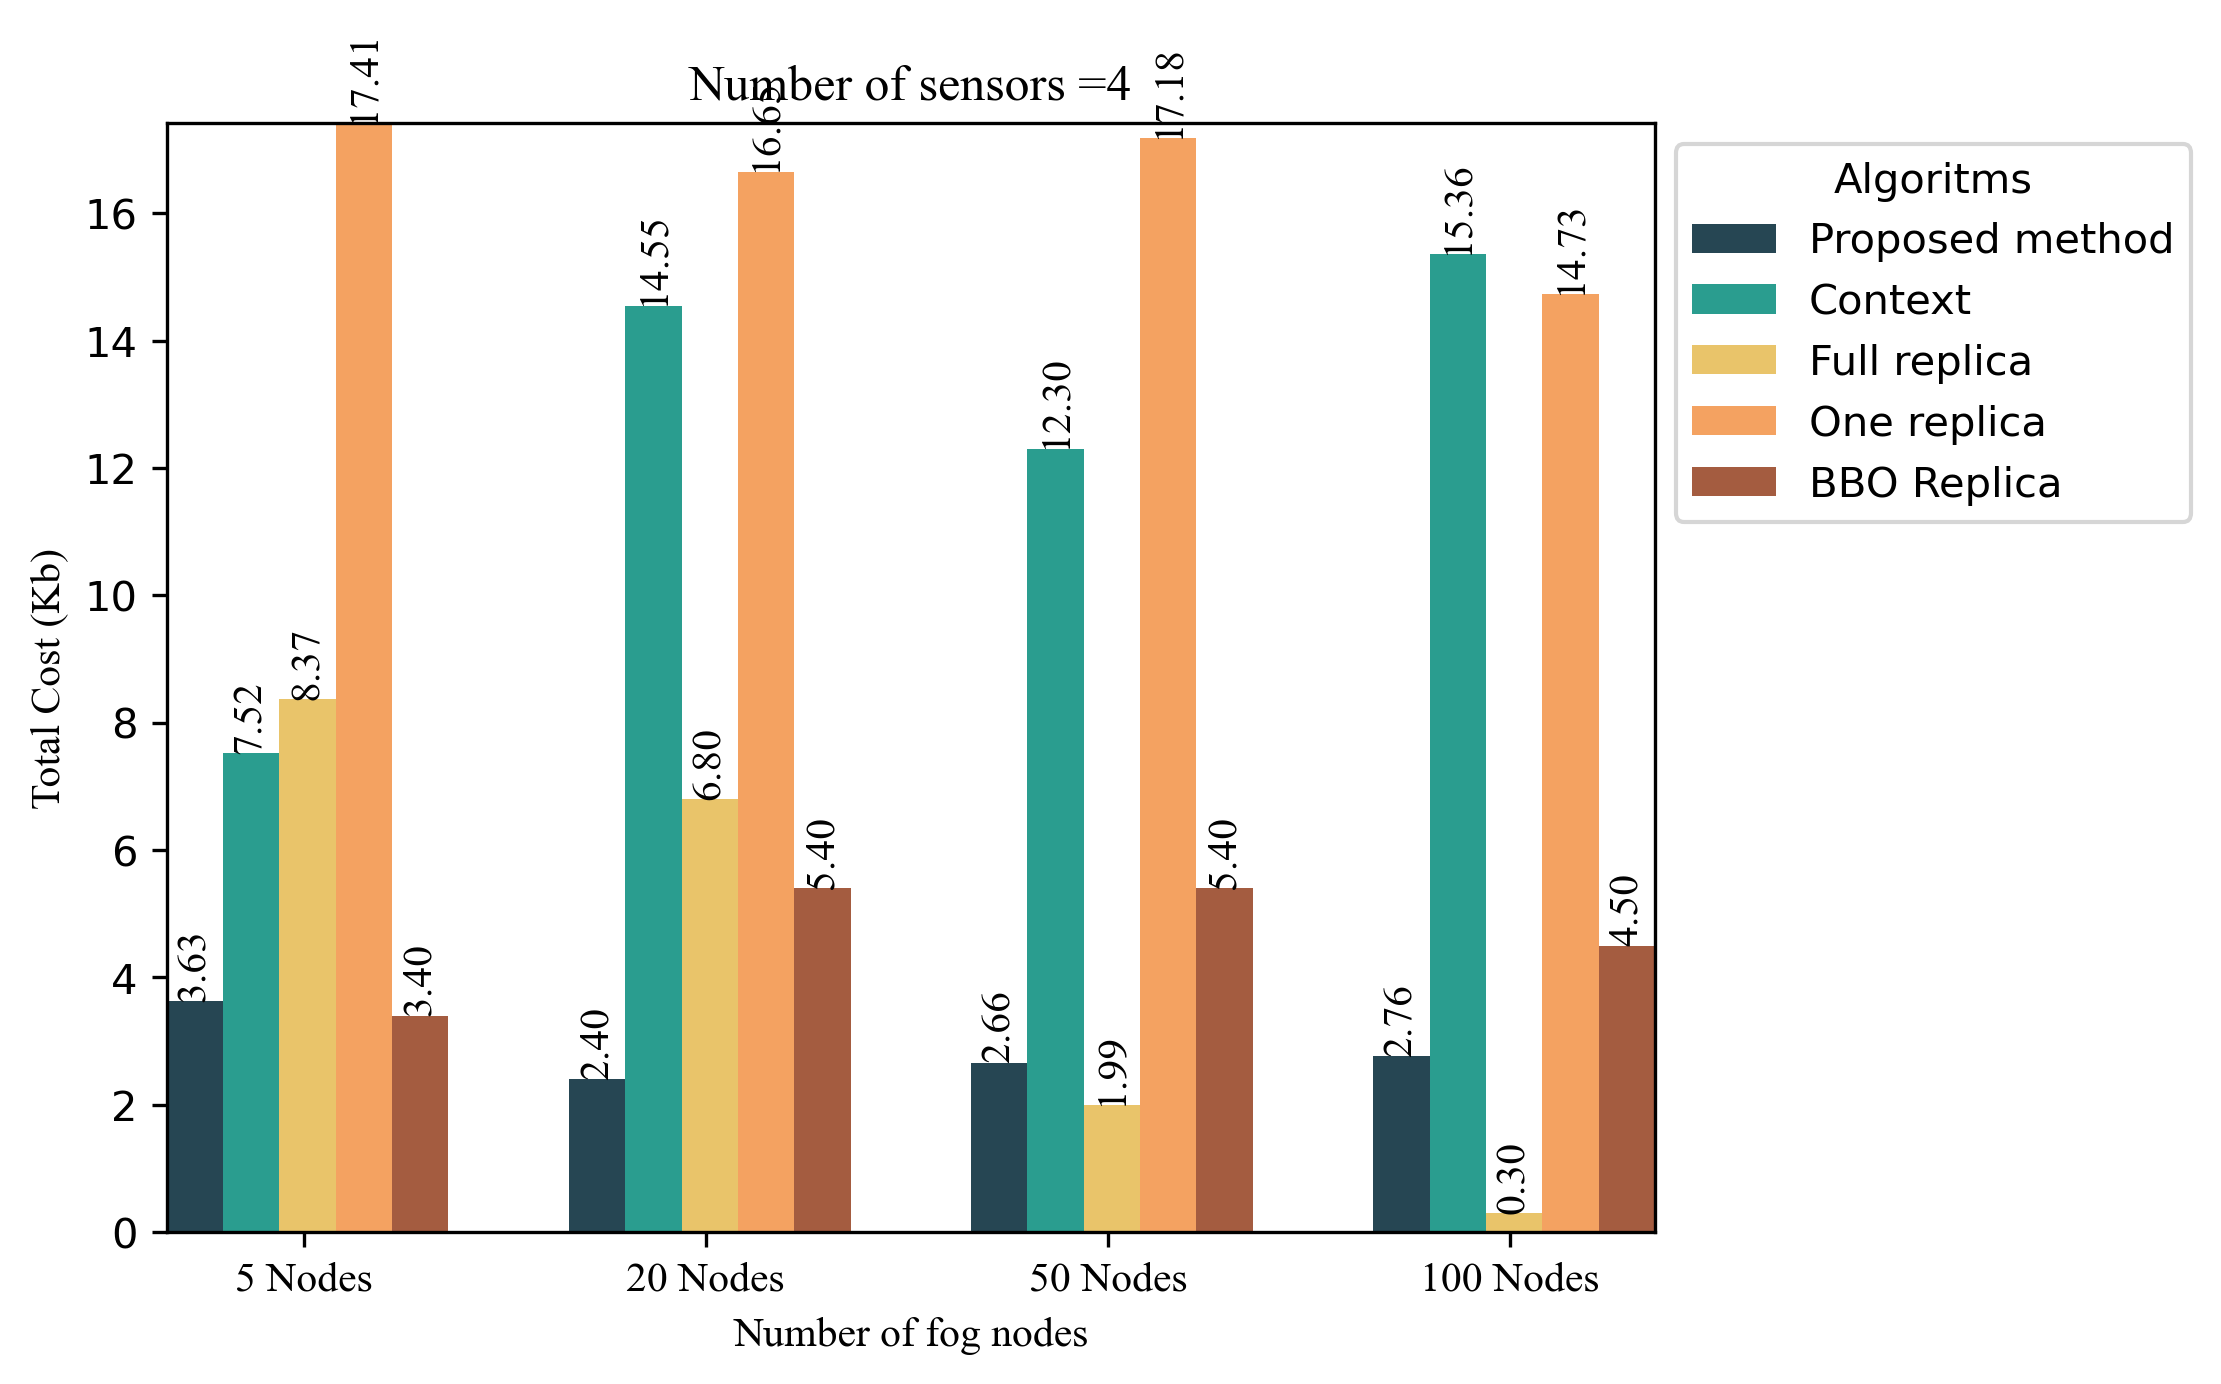 Number of sensors =4
17.41
16.65
17.18
15.36
14.73
14.55
12.30
8.37
7.52
6.80
5.40
5.40
4.50
3.63
3.40
2.40
2.66
2.76
1.99
0.30
16
14
12
10
8
6
4
2
0
Total Cost (Kb)
5 Nodes
20 Nodes
50 Nodes
100 Nodes
Number of fog nodes
Algoritms
Proposed method
Context
Full replica
One replica
BBO Replica